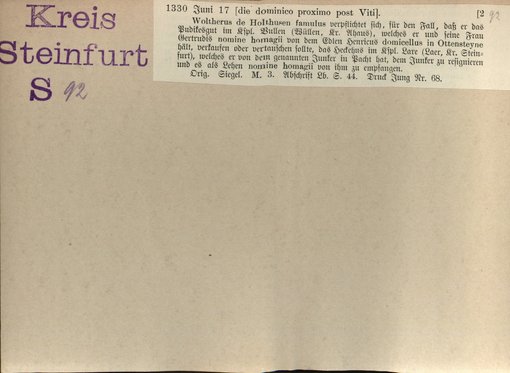 Kreis
Steinfurt
S 92
1330 Juni 17 [die dominico proximo post Viti]. [2 92
Woltherus de Holthusen famulus verpflichtet sich, für den Fall, daß er das
Pudikesgut im Kspl. Wullen (Wüllen, Kr. Ahaus), welches er und seine Frau
Gertrudis nomine homagii von dem Edlen Henricus domicellus in Ottensteyne
hält, verkaufen oder vertauschen sollte, das Heckehus im Kspl. Lare (Laer, Kr. Stein-
furt), welches er von dem genannten Junker in Pacht hat, dem Junker zu resignieren
und es als Lehen nomine homagii von ihm zu empfangen.
Orig. Siegel. M. 3. Abschrift Lb. S. 44. Druck Jung Nr. 68.